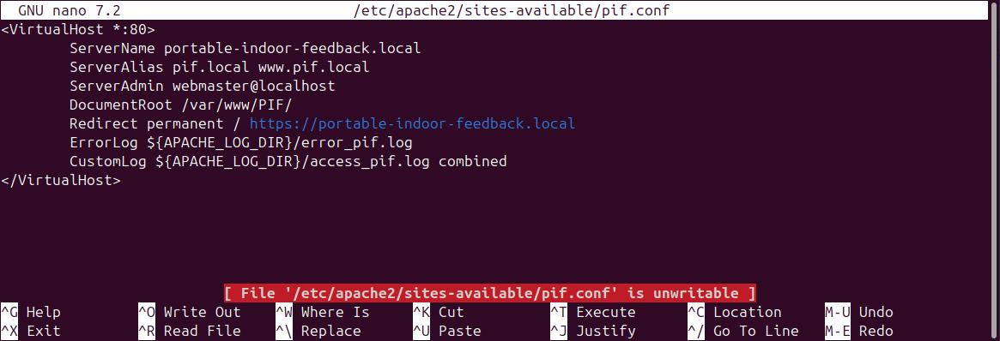 GNU nano 7.2 /etc/apache2/sites-available/pif.conf
<VirtualHost *:80>
ServerName portable-indoor-feedback.local
ServerAlias pif.local www.pif.local
ServerAdmin webmaster@localhost
DocumentRoot /var/www/PIF/
Redirect permanent / https://portable-indoor-feedback.local
ErrorLog ${APACHE_LOG_DIR}/error_pif.log
CustomLog ${APACHE_LOG_DIR}/access_pif.log combined
</VirtualHost>
[ File '/etc/apache2/sites-available/pif.conf' is unwritable ]
^G Help ^O Write Out ^W Where Is ^K Cut ^T Execute ^C Location M-U Undo
^X Exit ^R Read File ^\ Replace ^U Paste ^J Justify ^/ Go To Line M-E Redo